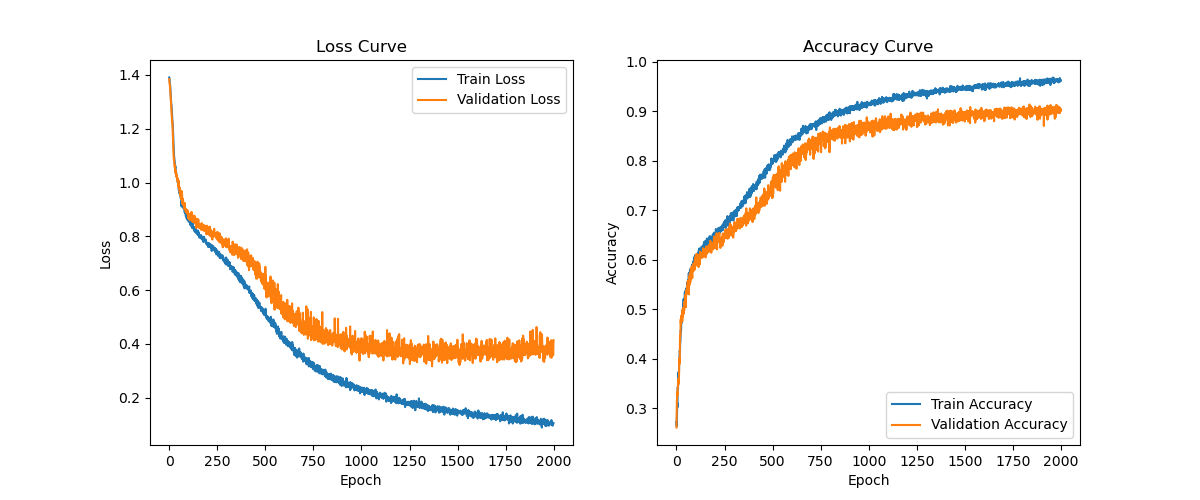 Loss Curve
Train Loss
Validation Loss
Loss
1.4
1.2
1.0
0.8
0.6
0.4
0.2
0 250 500 750 1000 1250 1500 1750 2000
Epoch
Accuracy Curve
Accuracy
1.0
0.9
0.8
0.7
0.6
0.5
0.4
0.3
Train Accuracy
Validation Accuracy
0 250 500 750 1000 1250 1500 1750 2000
Epoch